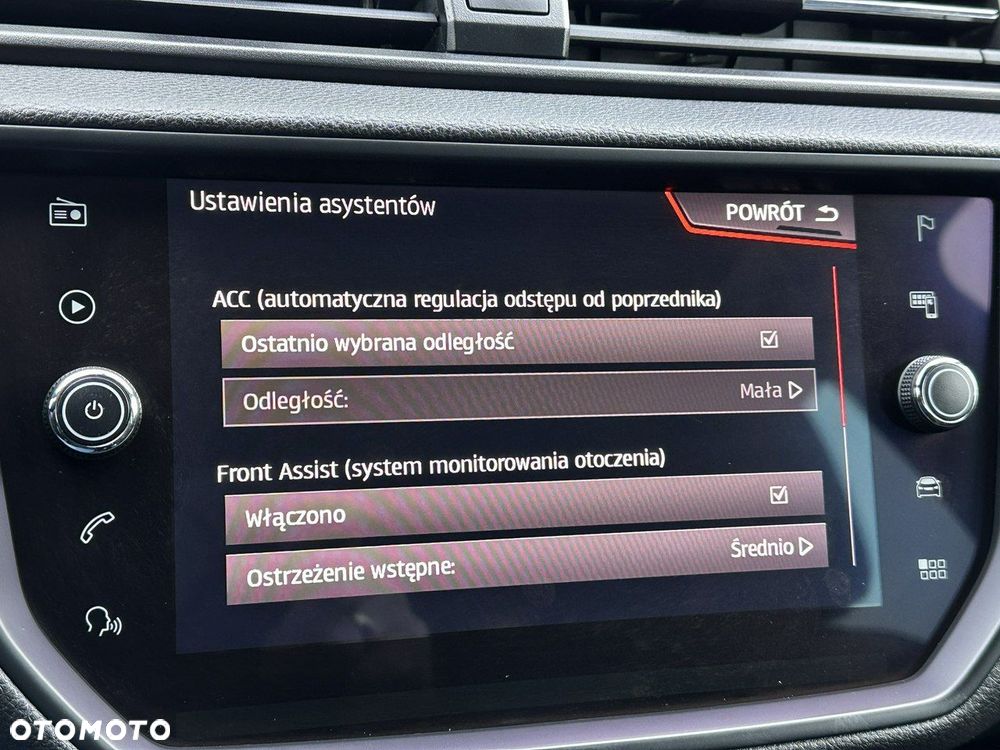 Ustawienia asystentów
POWRÓT
ACC (automatyczna regulacja odstępu od poprzednika)
Ostatnio wybrana odległość
Odległość: Mała
Front Assist (system monitorowania otoczenia)
Włączono
Ostrzeżenie wstępne: Średnio
OTOMOTO